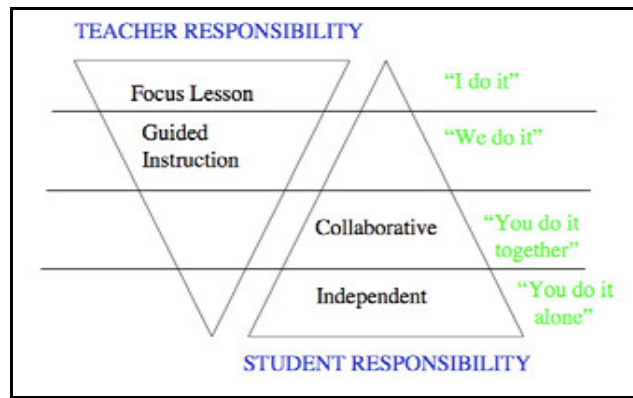 TEACHER RESPONSIBILITY
Focus Lesson
“I do it”
Guided
Instruction
“We do it”
Collaborative
“You do it
together”
Independent
“You do it
alone”
STUDENT RESPONSIBILITY